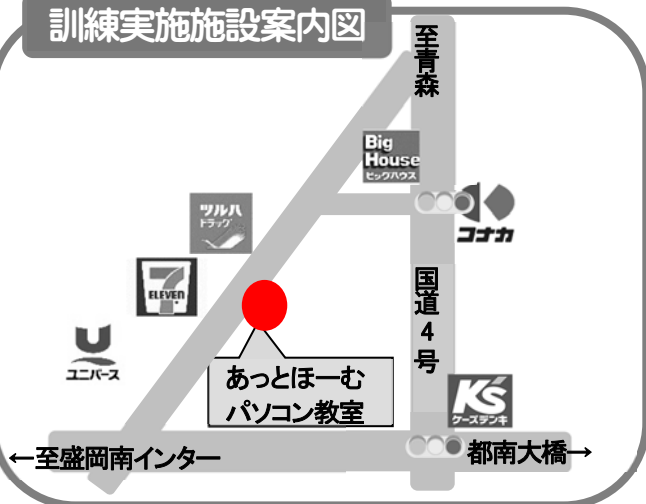 訓練実施施設案内図
至青森
Big
House
ビックハウス
コナカ
ツルハ
ドラッグ
7
ELEVEN
ユニバース
国道4号
あっとほーむ
パソコン教室
K's
ケーズデンキ
←至盛岡南インター
都南大橋→